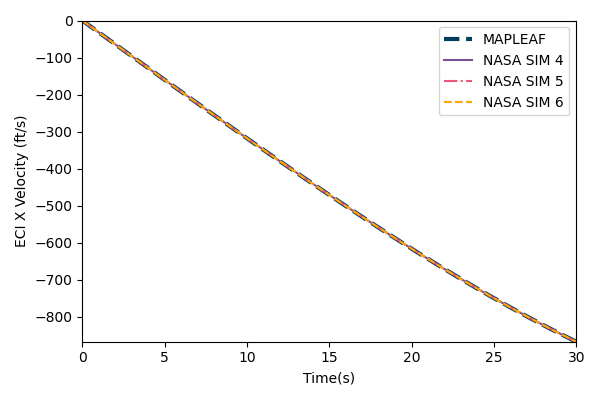 MAPLEAF
NASA SIM 4
NASA SIM 5
NASA SIM 6
ECI X Velocity (ft/s)
0
−100
−200
−300
−400
−500
−600
−700
−800
0 5 10 15 20 25 30
Time(s)